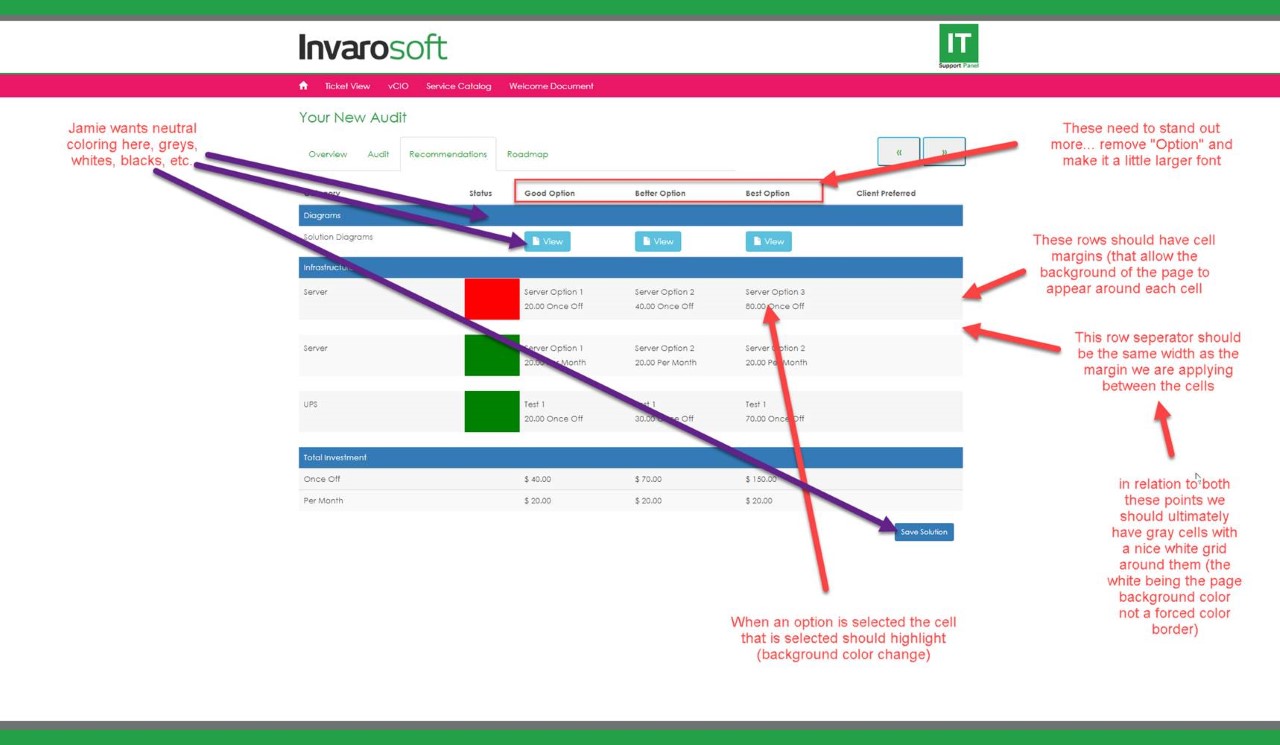 Invarosoft
IT
Support Panel
Ticket View vCIO Service Catalog Welcome Document
Your New Audit
Overview Audit Recommendations Roadmap « »
Status Good Option Better Option Best Option Client Preferred
Diagrams
Solution Diagrams View View View
Infrastructure
Server Server Option 1 Server Option 2 Server Option 3
20.00 Once Off 40.00 Once Off 80.00 Once Off
Server Server Option 1 Server Option 2 Server Option 2
20.00 Per Month 20.00 Per Month 20.00 Per Month
UPS Test 1 Test 1 Test 1
20.00 Once Off 30.00 Once Off 70.00 Once Off
Total Investment
Once Off $ 40.00 $ 70.00 $ 150.00
Per Month $ 20.00 $ 20.00 $ 20.00
Save Solution
Jamie wants neutral
coloring here, greys,
whites, blacks, etc.
These need to stand out
more... remove "Option" and
make it a little larger font
These rows should have cell
margins (that allow the
background of the page to
appear around each cell
This row seperator should
be the same width as the
margin we are applying
between the cells
in relation to both
these points we
should ultimately
have gray cells with
a nice white grid
around them (the
white being the page
background color
not a forced color
border)
When an option is selected the cell
that is selected should highlight
(background color change)